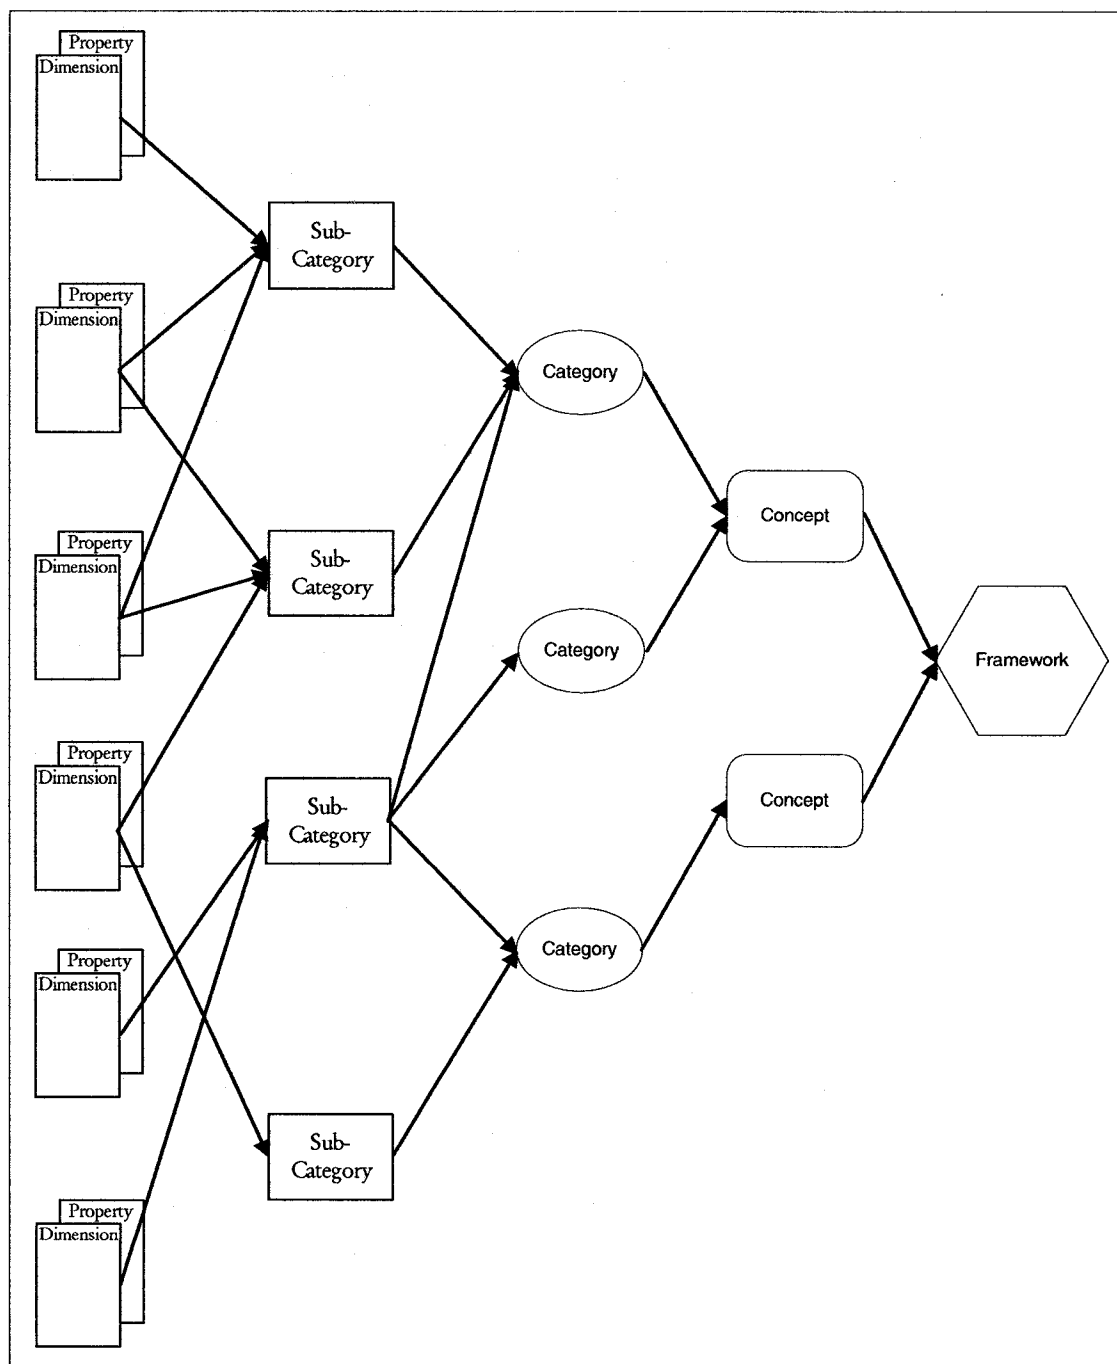 Property
Dimension
Sub-
Category
Property
Dimension
Category
Concept
Property
Dimension
Sub-
Category
Category
Framework
Property
Dimension
Sub-
Category
Concept
Property
Dimension
Category
Sub-
Category
Property
Dimension